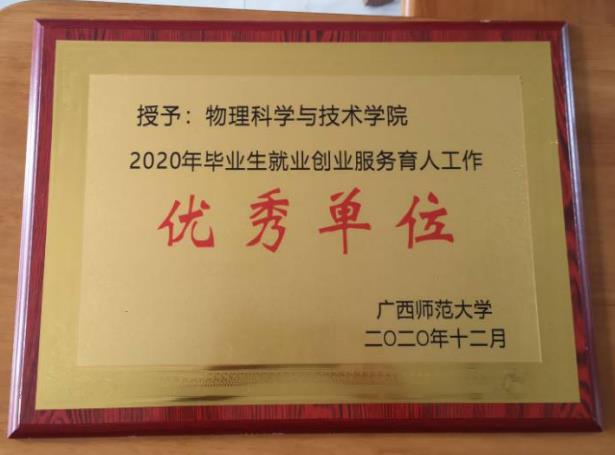 授予：物理科学与技术学院
2020年毕业生就业创业服务育人工作
优秀单位
广西师范大学
二〇二〇年十二月